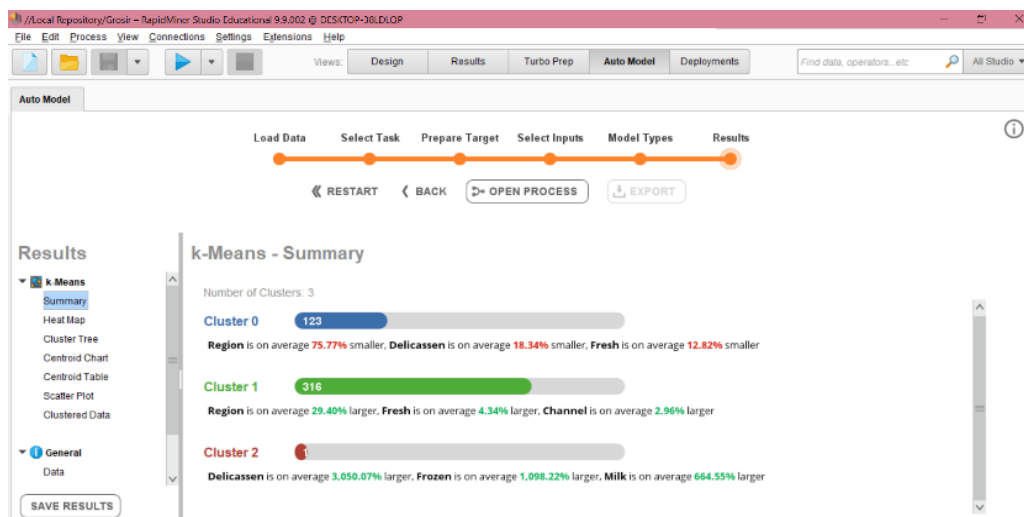 //Local Repository/Grosir – RapidMiner Studio Educational 9.9.002 @ DESKTOP-38LDLQP
File Edit Process View Connections Settings Extensions Help
Views: Design Results Turbo Prep Auto Model Deployments Find data, operators...etc All Studio
Auto Model
Load Data Select Task Prepare Target Select Inputs Model Types Results
RESTART BACK OPEN PROCESS EXPORT
Results
k-Means
Summary
Heat Map
Cluster Tree
Centroid Chart
Centroid Table
Scatter Plot
Clustered Data
General
Data
SAVE RESULTS
k-Means - Summary
Number of Clusters: 3
Cluster 0 123
Region is on average 75.77% smaller, Delicassen is on average 18.34% smaller, Fresh is on average 12.82% smaller
Cluster 1 316
Region is on average 29.40% larger, Fresh is on average 4.34% larger, Channel is on average 2.96% larger
Cluster 2 1
Delicassen is on average 3,050.07% larger, Frozen is on average 1,098.22% larger, Milk is on average 664.55% larger